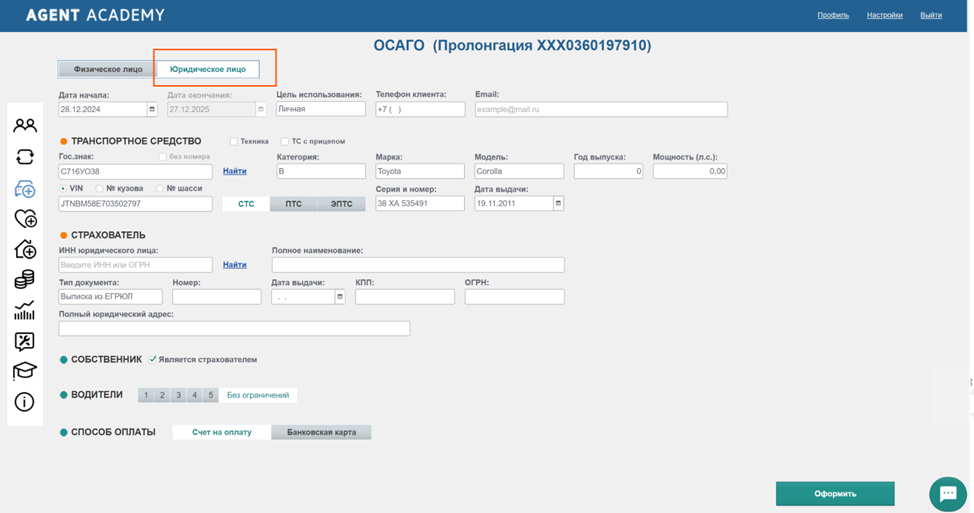 AGENT ACADEMY
Профиль Настройки Выйти
ОСАГО (Пролонгация XXX0360197910)
Физическое лицо Юридическое лицо
Дата начала: Дата окончания: Цель использования: Телефон клиента: Email:
28.12.2024 27.12.2025 Личная +7 ( ) example@mail.ru
ТРАНСПОРТНОЕ СРЕДСТВО Техника ТС с прицепом
Гос.знак: без номера Категория: Марка: Модель: Год выпуска: Мощность (л.с.):
С716УО38 Найти B Toyota Corolla 0 0,00
VIN № кузова № шасси Серия и номер: Дата выдачи:
JTNBM58E703502797 СТС ПТС ЭПТС 38 ХА 535491 19.11.2011
СТРАХОВАТЕЛЬ
ИНН юридического лица: Полное наименование:
Введите ИНН или ОГРН Найти
Тип документа: Номер: Дата выдачи: КПП: ОГРН:
Выписка из ЕГРЮЛ . .
Полный юридический адрес:
СОБСТВЕННИК Является страхователем
ВОДИТЕЛИ 1 2 3 4 5 Без ограничений
СПОСОБ ОПЛАТЫ Счет на оплату Банковская карта
Оформить